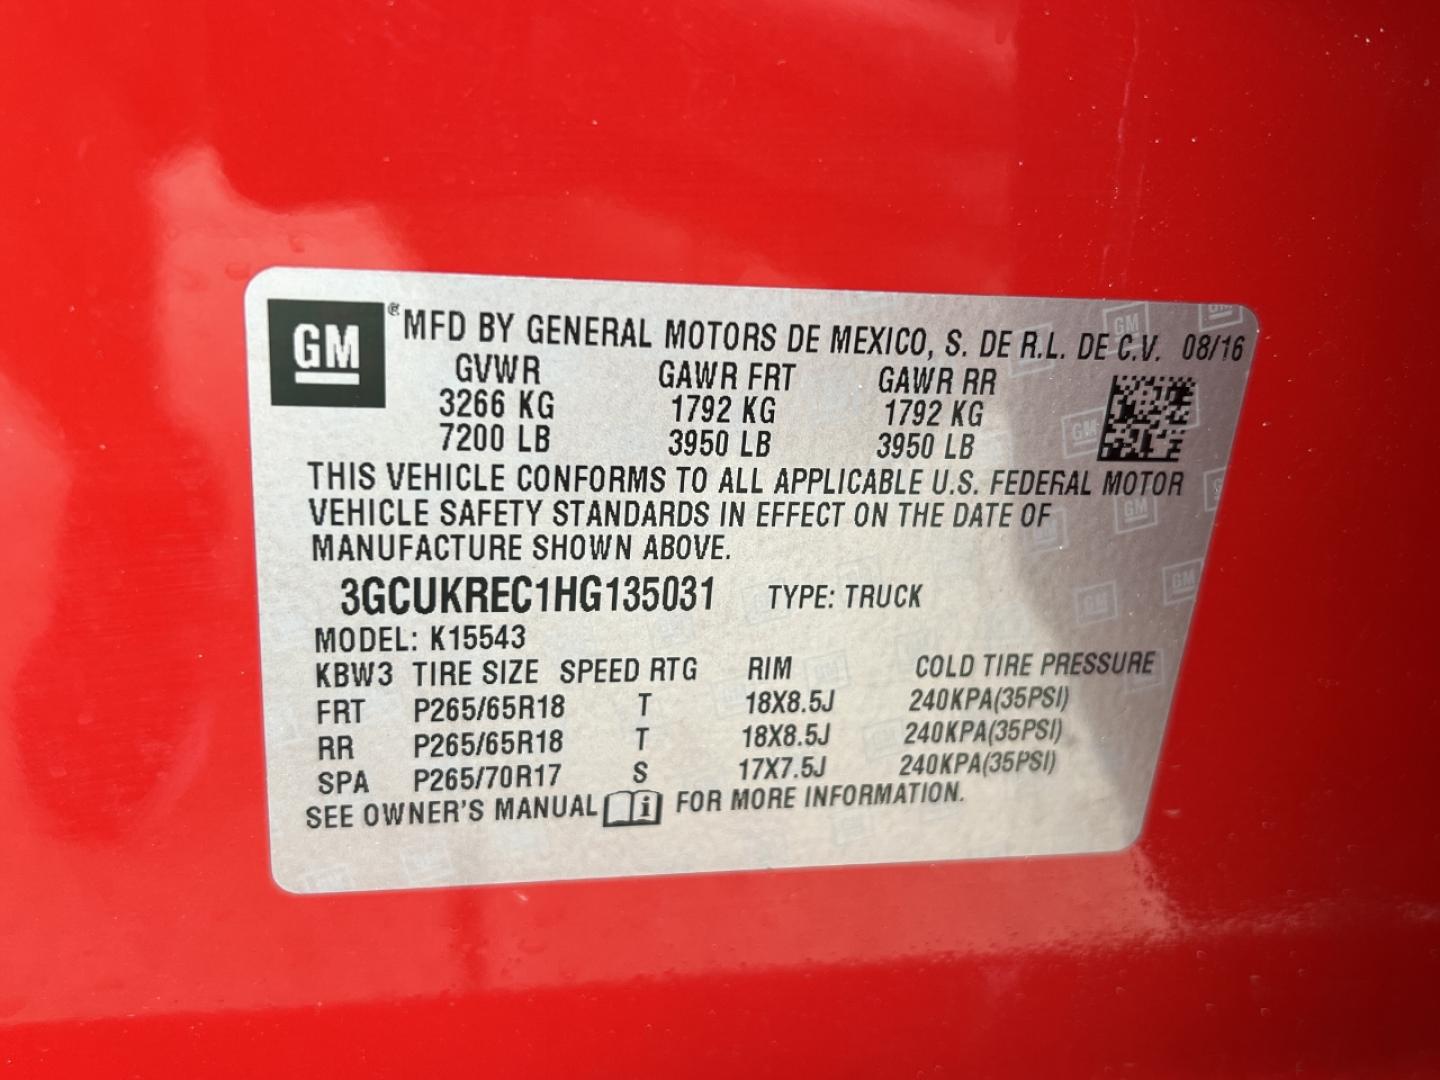 GM ® MFD BY GENERAL MOTORS DE MEXICO, S. DE R.L. DE C.V. 08/16
GVWR GAWR FRT GAWR RR
3266 KG 1792 KG 1792 KG
7200 LB 3950 LB 3950 LB
THIS VEHICLE CONFORMS TO ALL APPLICABLE U.S. FEDERAL MOTOR
VEHICLE SAFETY STANDARDS IN EFFECT ON THE DATE OF
MANUFACTURE SHOWN ABOVE.
3GCUKREC1HG135031 TYPE: TRUCK
MODEL: K15543
KBW3 TIRE SIZE SPEED RTG RIM COLD TIRE PRESSURE
FRT P265/65R18 T 18X8.5J 240KPA(35PSI)
RR P265/65R18 T 18X8.5J 240KPA(35PSI)
SPA P265/70R17 S 17X7.5J 240KPA(35PSI)
SEE OWNER'S MANUAL i FOR MORE INFORMATION.